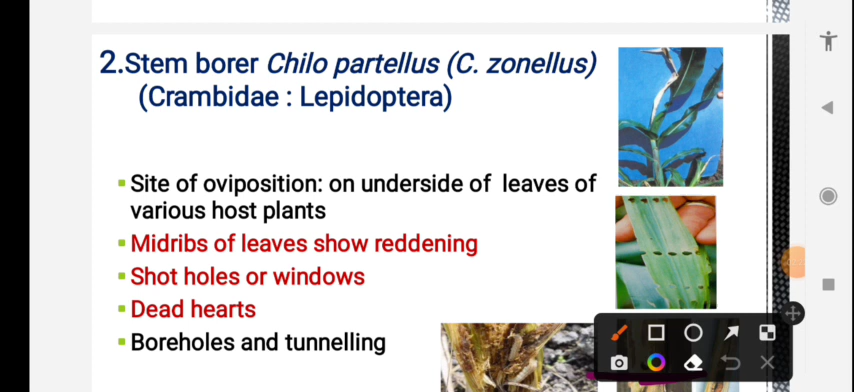 2.Stem borer Chilo partellus (C. zonellus)
(Crambidae : Lepidoptera)
Site of oviposition: on underside of leaves of
various host plants
Midribs of leaves show reddening
Shot holes or windows
Dead hearts
Boreholes and tunnelling